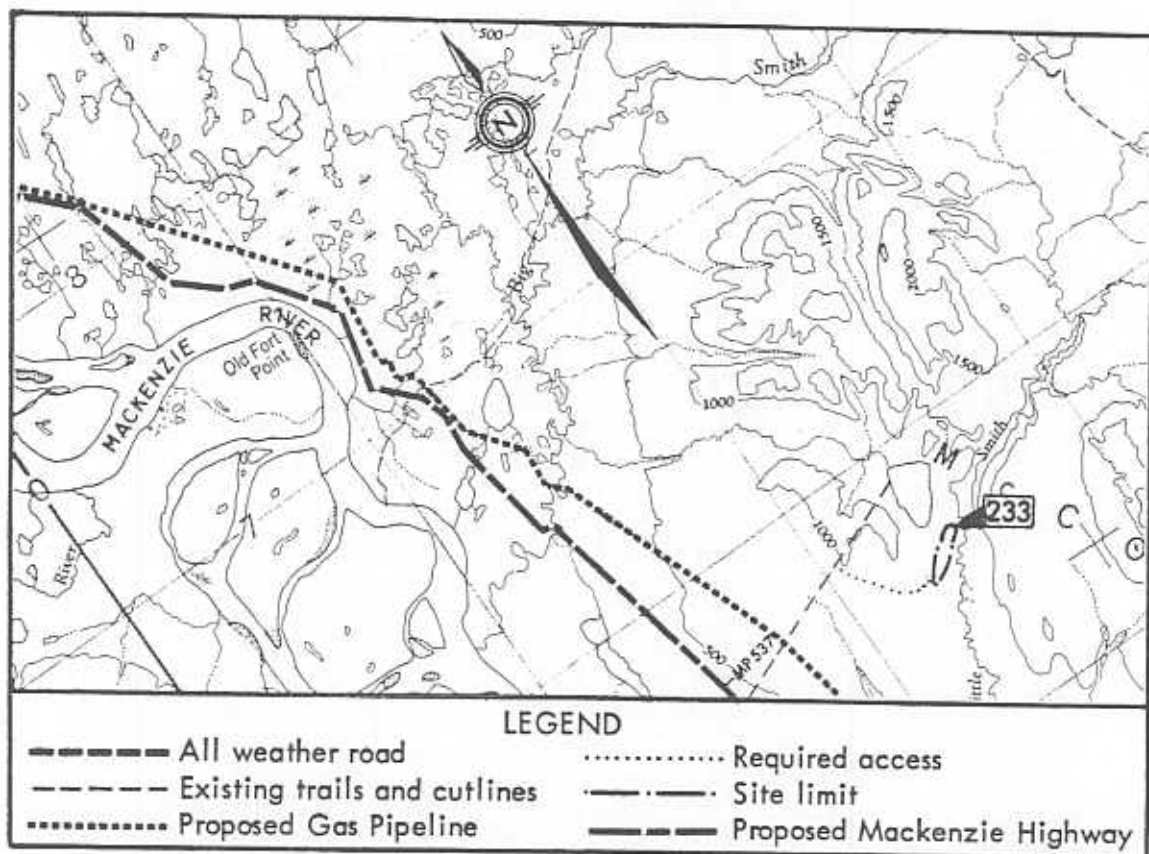 500
Smith
1500
N
Big
1500
2000
1500
MACKENZIE
RIVER
Old Fort
Point
1000
Smith
M
233
C
1000
River
500
MP 537
ittle
LEGEND
All weather road
Required access
Existing trails and cutlines
Site limit
Proposed Gas Pipeline
Proposed Mackenzie Highway